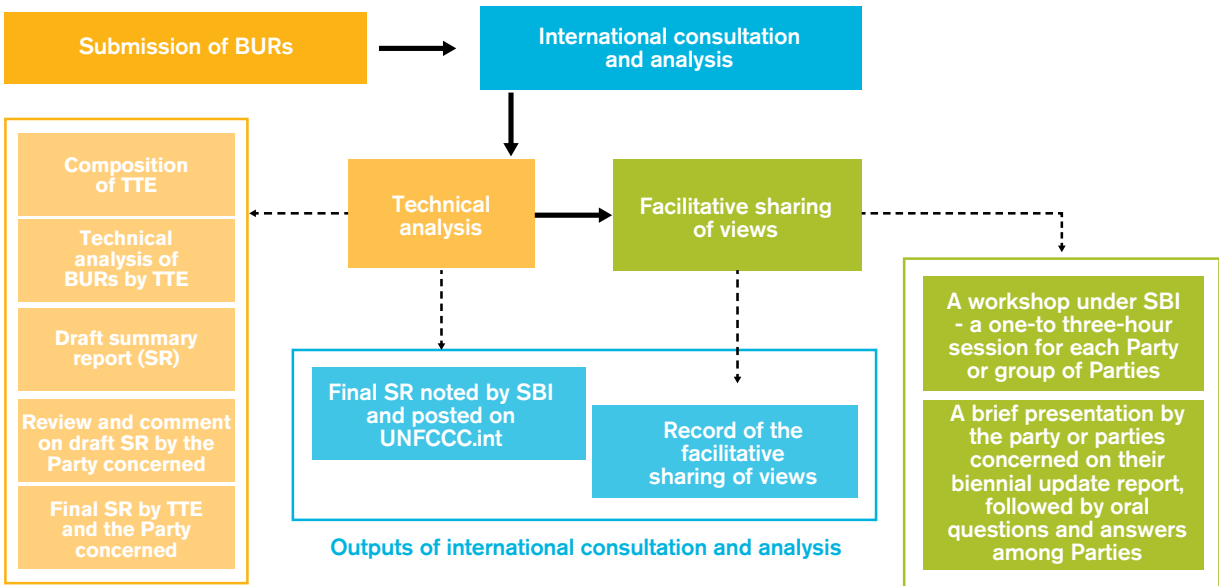 Submission of BURs
International consultation
and analysis
Composition
of TTE
Technical
analysis of
BURs by TTE
Draft summary
report (SR)
Review and comment
on draft SR by the
Party concerned
Final SR by TTE
and the Party
concerned
Technical
analysis
Facilitative sharing
of views
Final SR noted by SBI
and posted on
UNFCCC.int
Record of the
facilitative
sharing of views
Outputs of international consultation and analysis
A workshop under SBI
- a one-to three-hour
session for each Party
or group of Parties
A brief presentation by
the party or parties
concerned on their
biennial update report,
followed by oral
questions and answers
among Parties